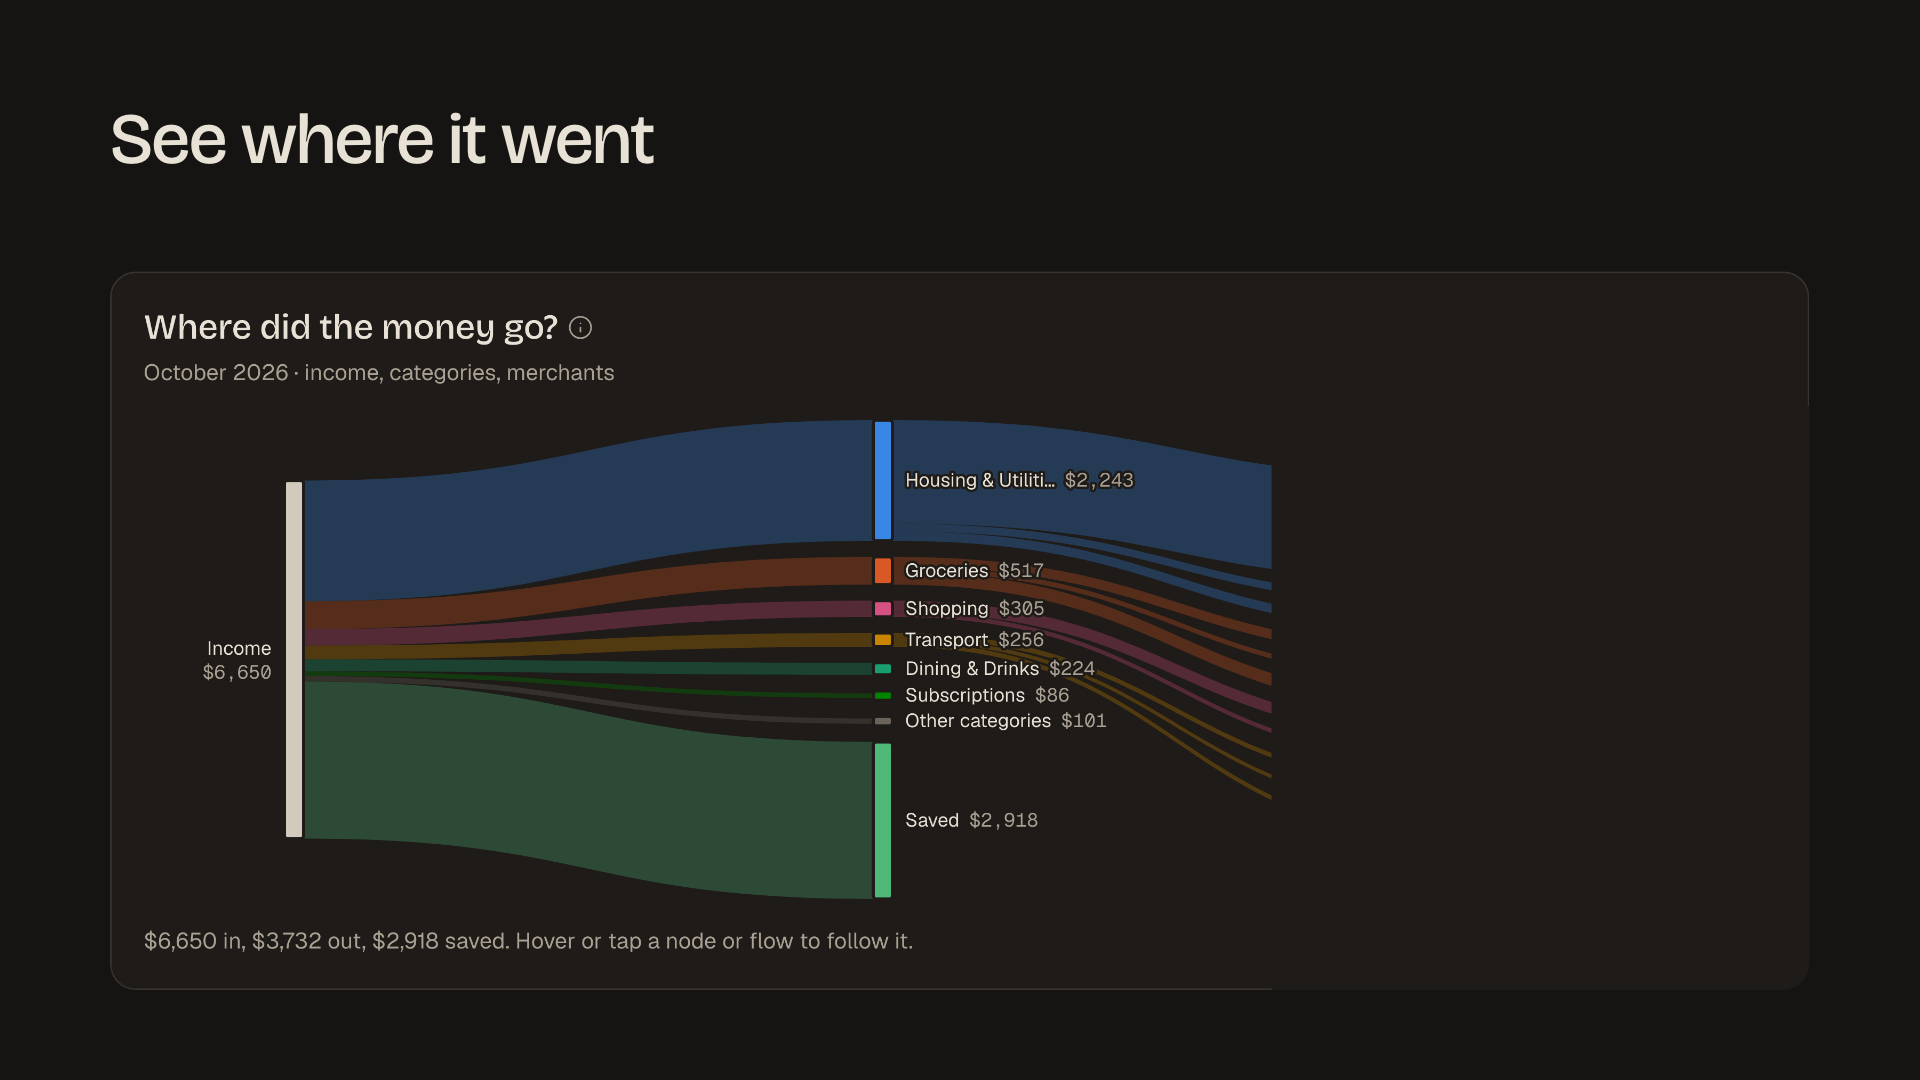 See where it went
Where did the money go?
October 2026 · income, categories, merchants
Housing & Utiliti... $2,243
Groceries $517
Shopping $305
Transport $256
Income
$6,650
Dining & Drinks $224
Subscriptions $86
Other categories $101
Saved $2,918
$6,650 in, $3,732 out, $2,918 saved. Hover or tap a node or flow to follow it.